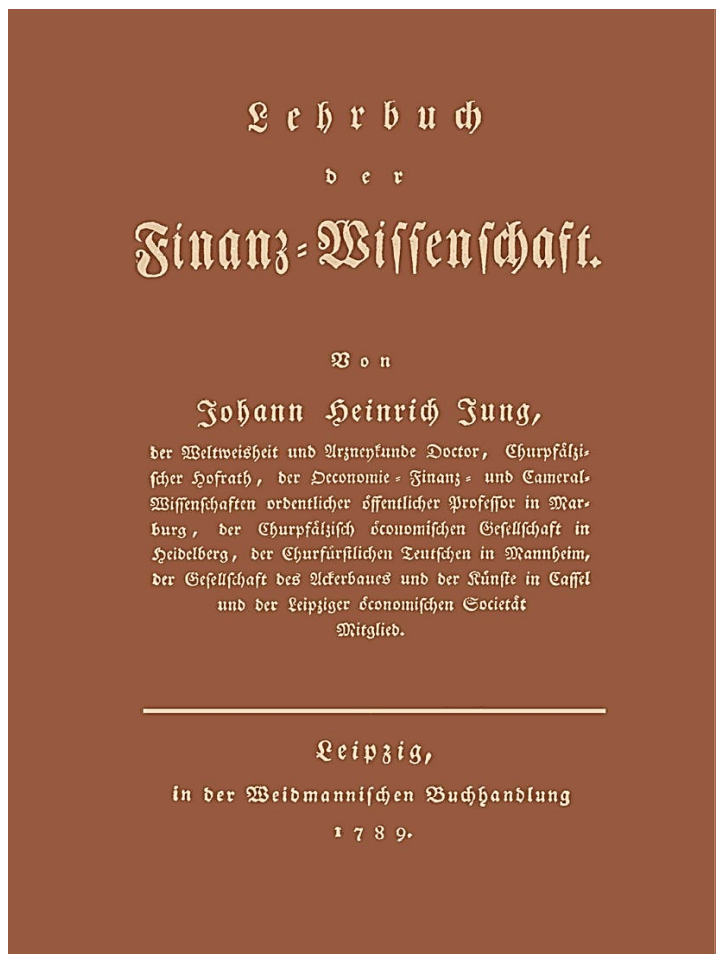 Lehrbuch
der
Finanz-Wissenschaft.
Von
Johann Heinrich Jung,
der Weltweisheit und Arzneykunde Doctor, Churpfälzi-
scher Hofrath, der Oeconomie-Finanz- und Cameral-
Wissenschaften ordentlicher öffentlicher Professor in Mar-
burg, der Churpfälzisch öconomischen Gesellschaft in
Heidelberg, der Churfürstlichen Teutschen in Mannheim,
der Gesellschaft des Ackerbaues und der Künste in Cassel
und der Leipziger öconomischen Societät
Mitglied.
Leipzig,
in der Weidmannischen Buchhandlung
1789.